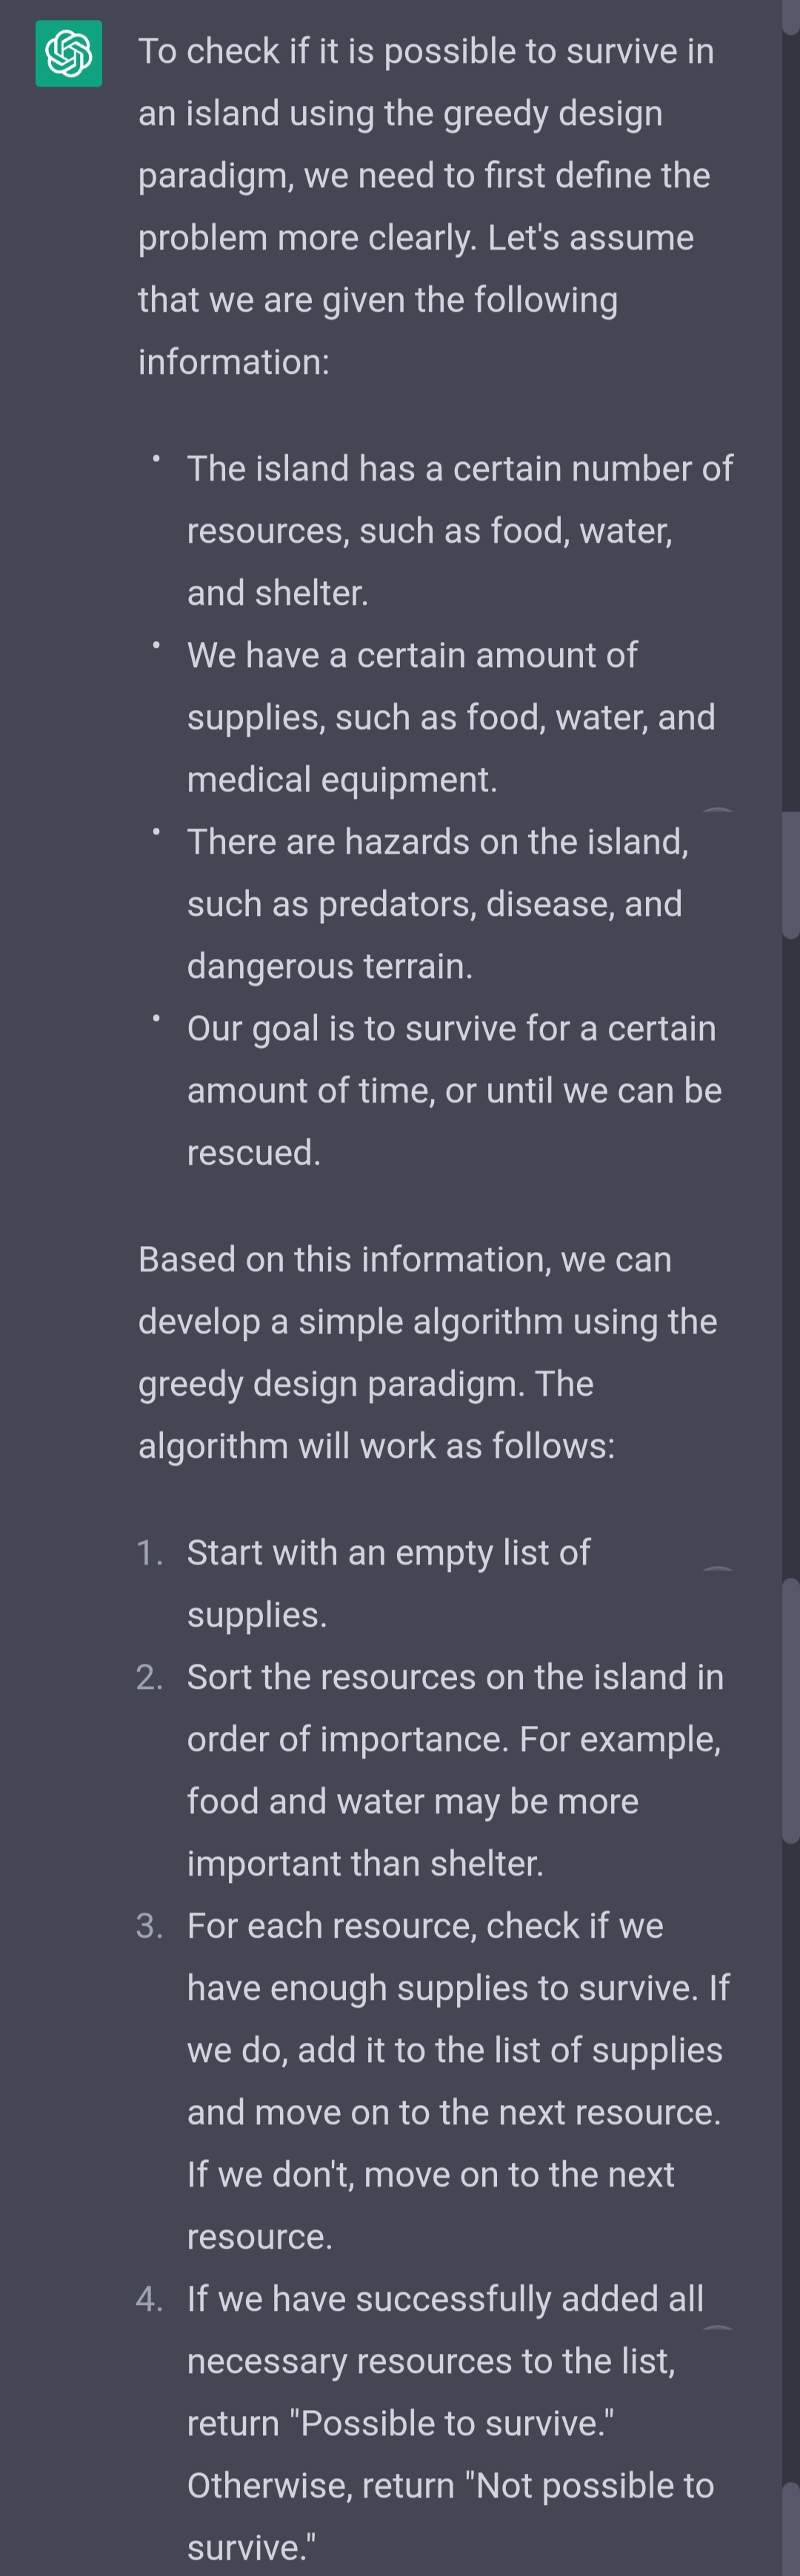 To check if it is possible to survive in
an island using the greedy design
paradigm, we need to first define the
problem more clearly. Let's assume
that we are given the following
information:
• The island has a certain number of
resources, such as food, water,
and shelter.
• We have a certain amount of
supplies, such as food, water, and
medical equipment.
• There are hazards on the island,
such as predators, disease, and
dangerous terrain.
• Our goal is to survive for a certain
amount of time, or until we can be
rescued.
Based on this information, we can
develop a simple algorithm using the
greedy design paradigm. The
algorithm will work as follows:
1. Start with an empty list of
supplies.
2. Sort the resources on the island in
order of importance. For example,
food and water may be more
important than shelter.
3. For each resource, check if we
have enough supplies to survive. If
we do, add it to the list of supplies
and move on to the next resource.
If we don't, move on to the next
resource.
4. If we have successfully added all
necessary resources to the list,
return "Possible to survive."
Otherwise, return "Not possible to
survive."